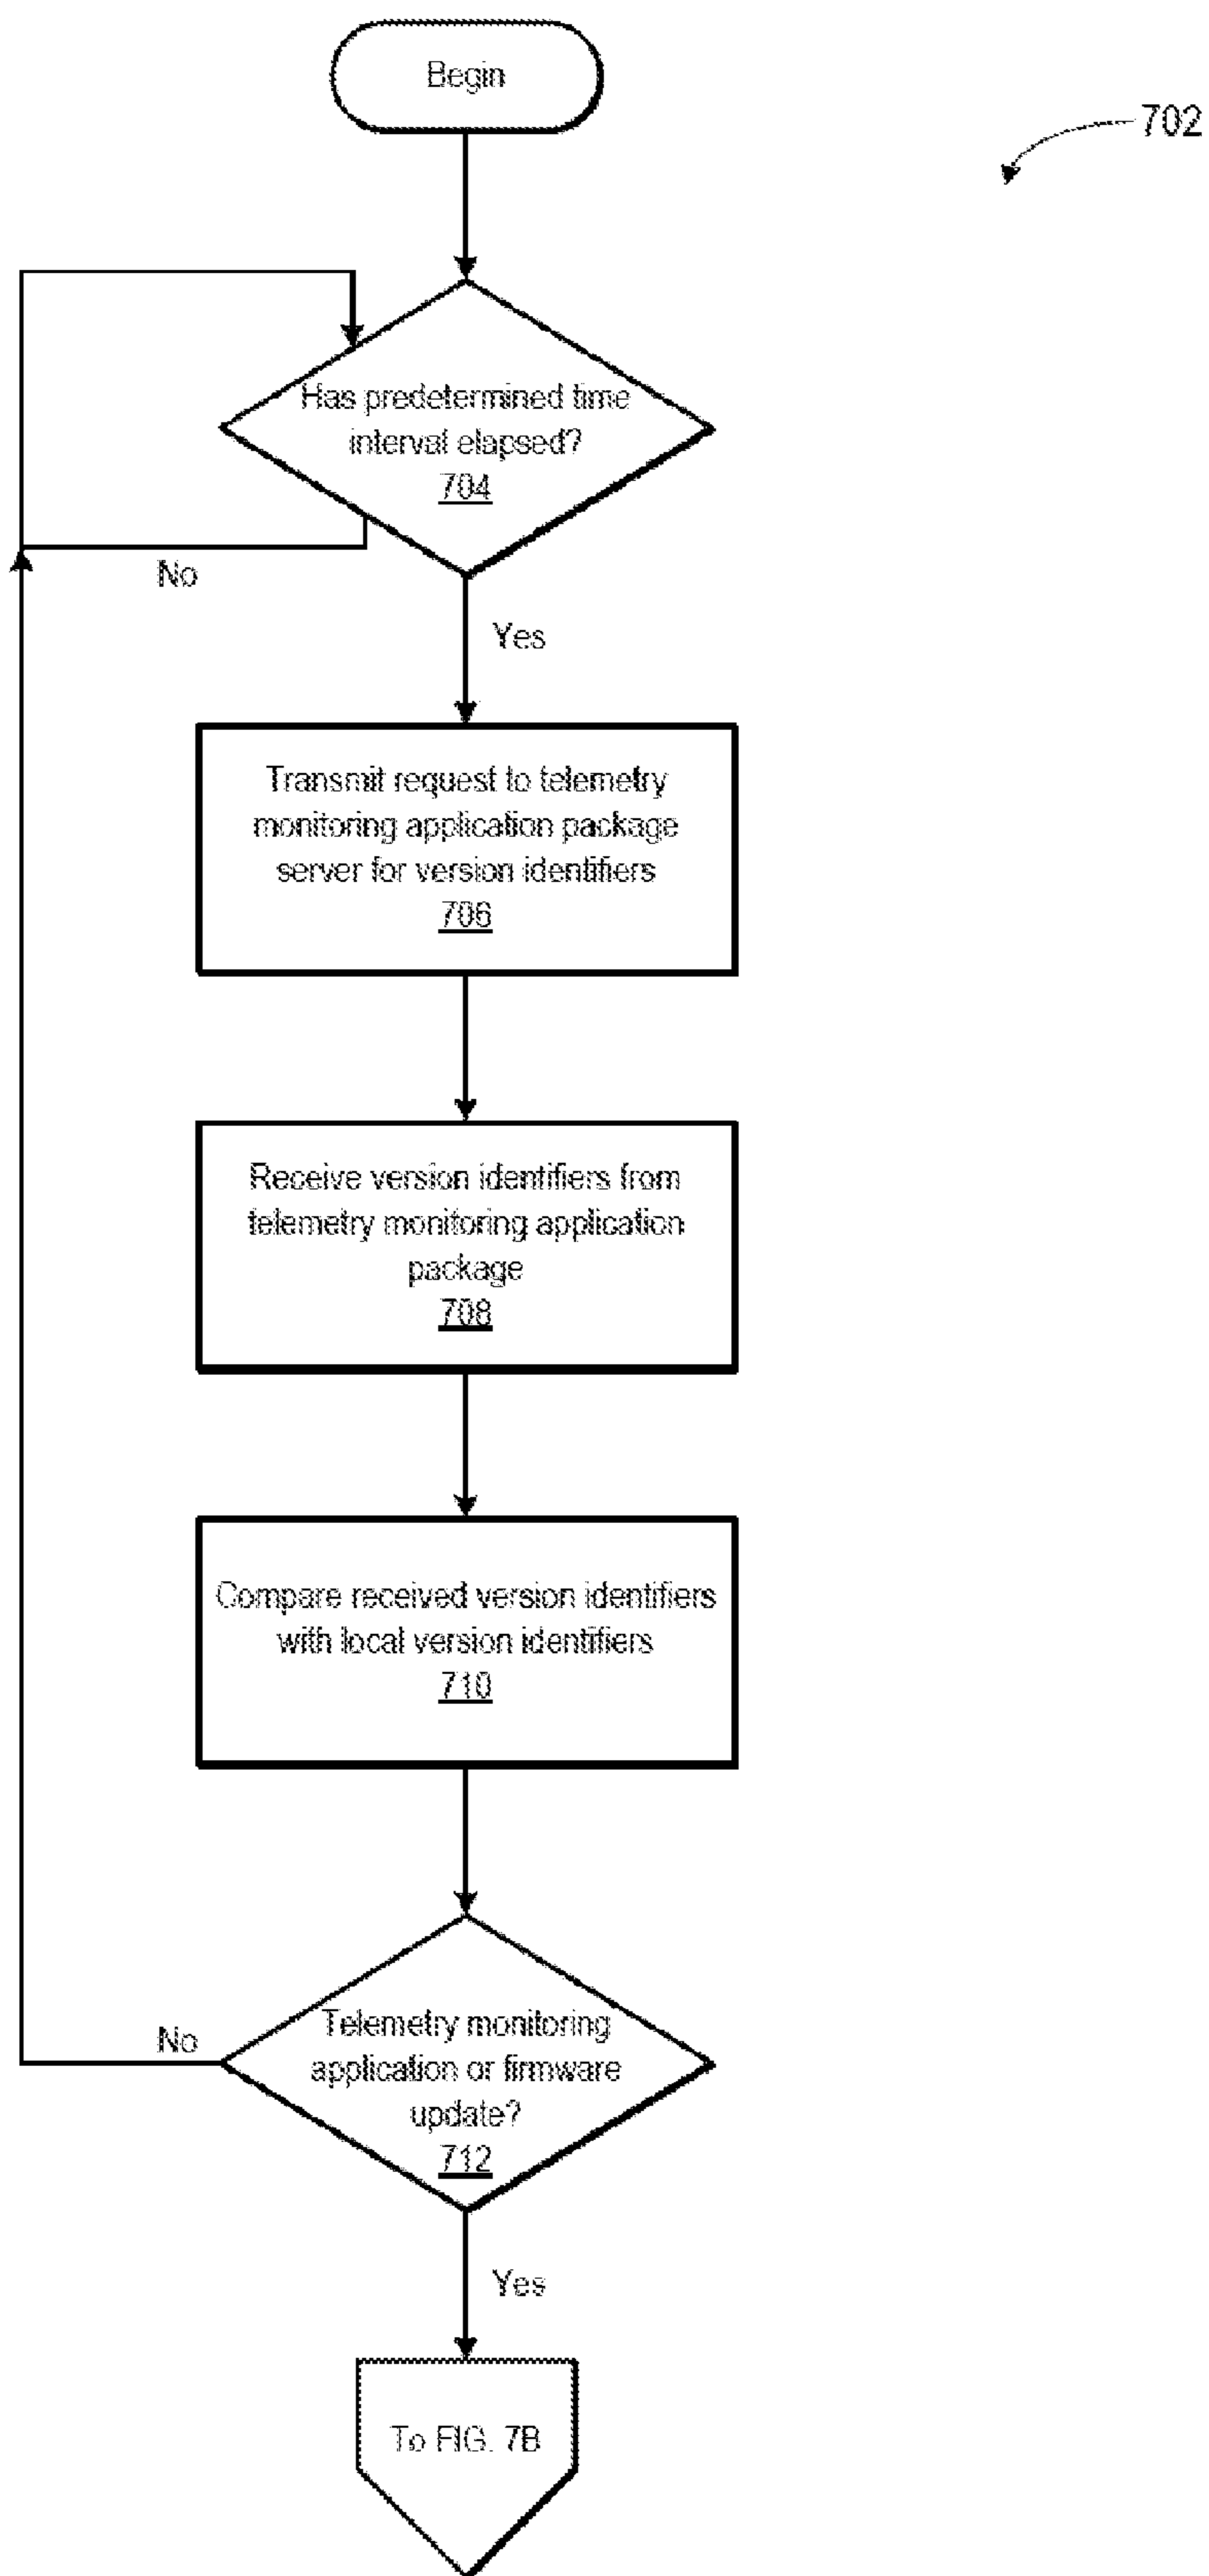 Begin
702
Has predetermined time
interval elapsed?
704
No
Yes
Transmit request to telemetry
monitoring application package
server for version identifiers
706
Receive version identifiers from
telemetry monitoring application
package
708
Compare received version identifiers
with local version identifiers
710
No
Telemetry monitoring
application or firmware
update?
712
Yes
To FIG. 7B